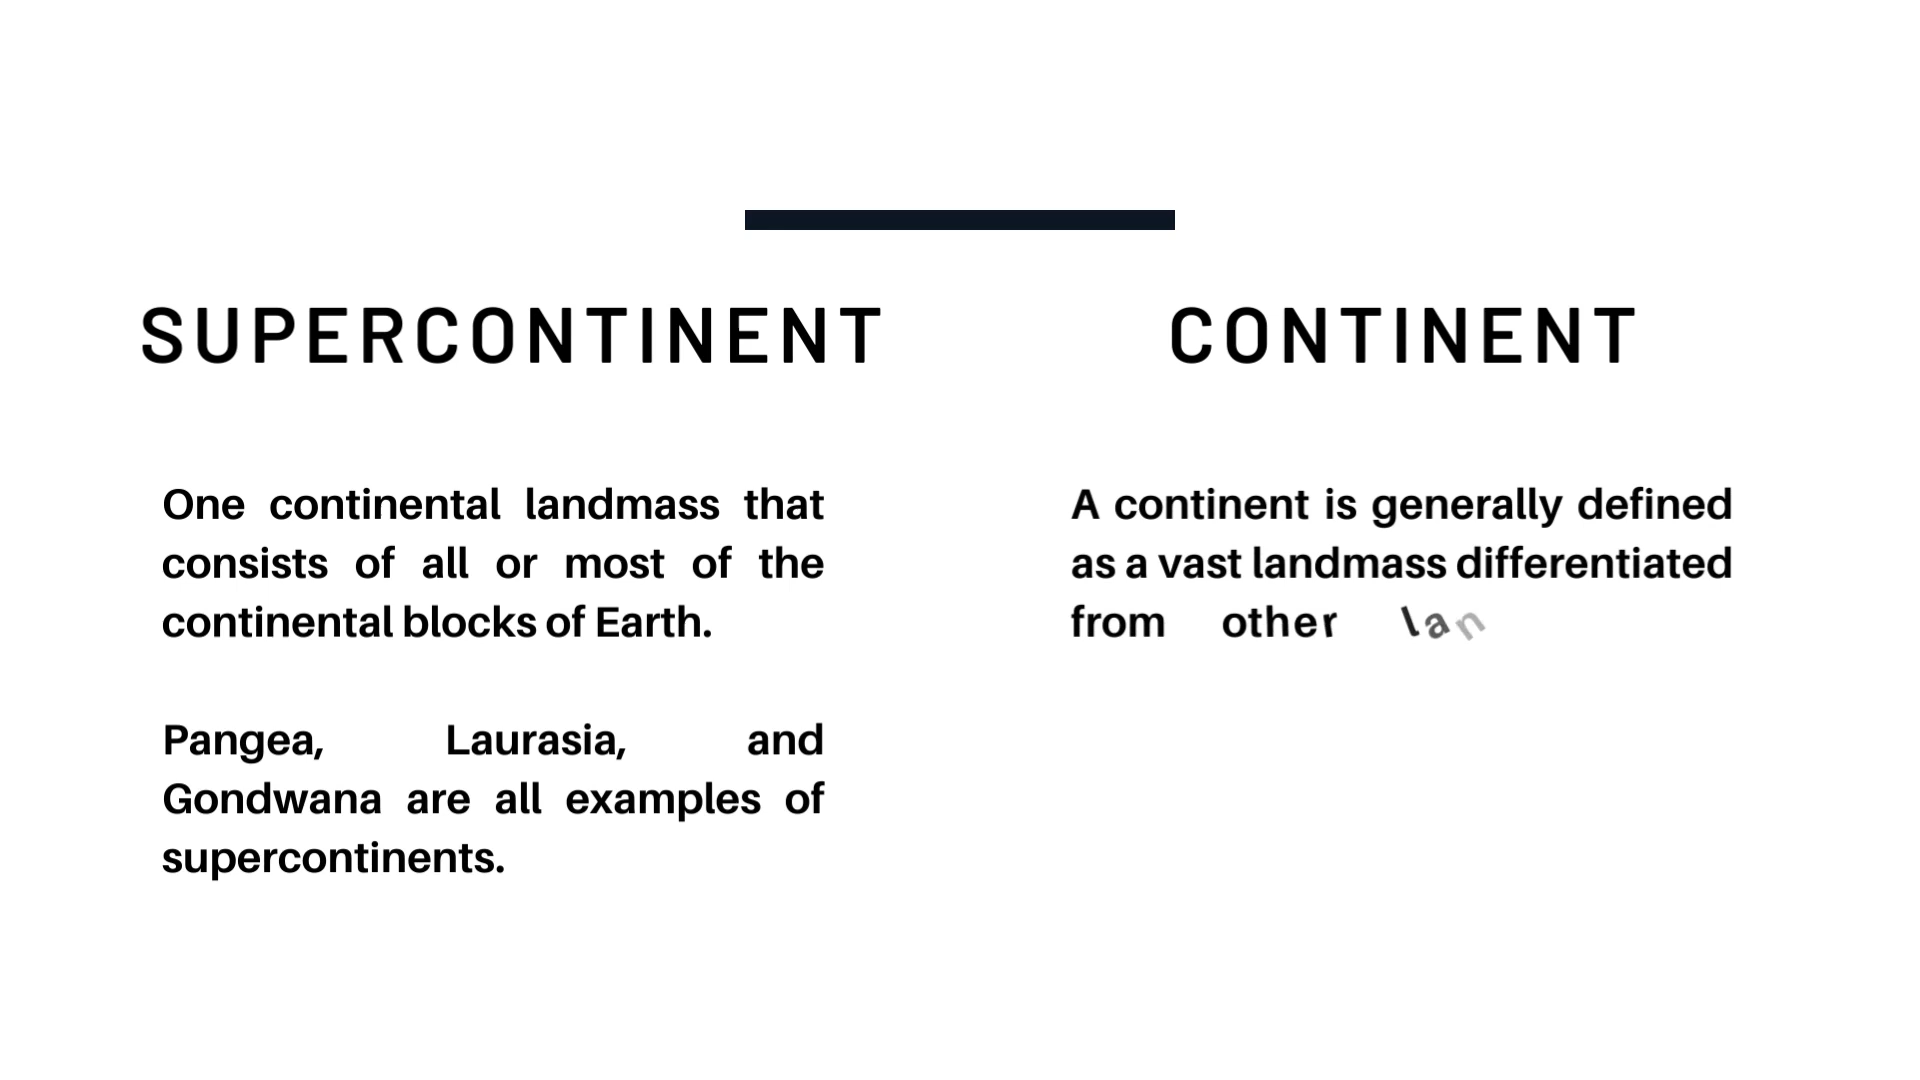 SUPERCONTINENT
One continental landmass that
consists of all or most of the
continental blocks of Earth.
Pangea, Laurasia, and
Gondwana are all examples of
supercontinents.
CONTINENT
A continent is generally defined
as a vast landmass differentiated
from other lan